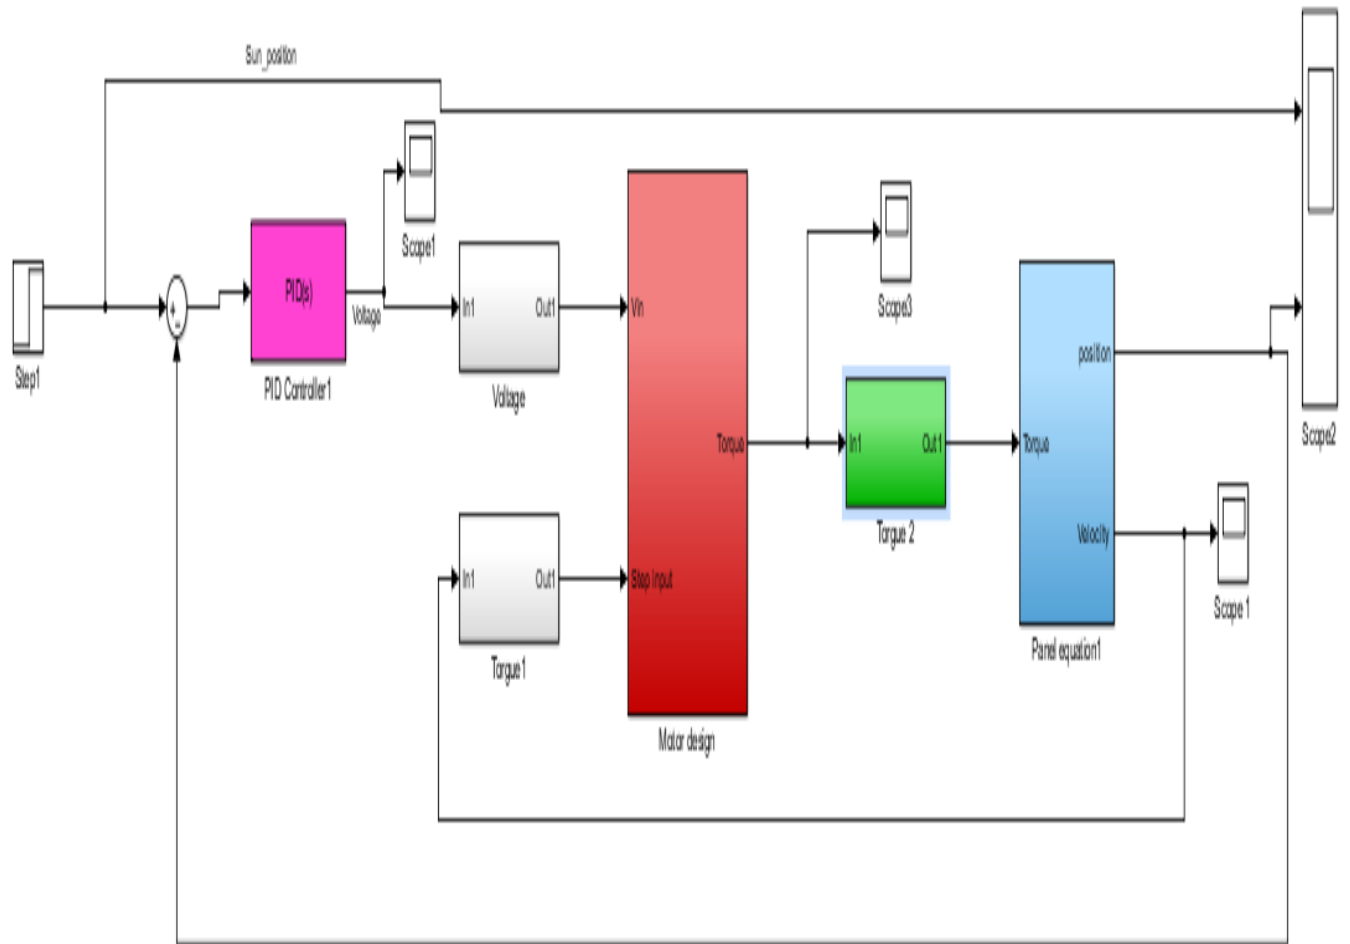 Sun_position
Scope1
Step1
+
-
PID(s)
PID Controller1
Voltage
In1
Out1
Voltage
Vin
Torque
Step Input
Motor design
In1
Out1
Torque1
Scope3
In1
Out1
Torque 2
position
Torque
Velocity
Panel equation1
Scope2
Scope 1